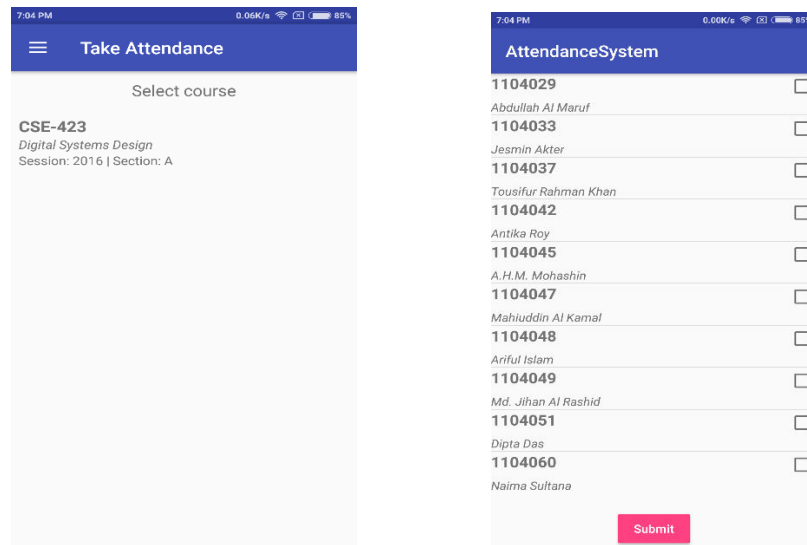 7:04 PM 0.06K/s 85%
Take Attendance
Select course
CSE-423
Digital Systems Design
Session: 2016 | Section: A
7:04 PM 0.00K/s 85%
AttendanceSystem
1104029
Abdullah Al Maruf
1104033
Jesmin Akter
1104037
Tousifur Rahman Khan
1104042
Antika Roy
1104045
A.H.M. Mohashin
1104047
Mahiuddin Al Kamal
1104048
Ariful Islam
1104049
Md. Jihan Al Rashid
1104051
Dipta Das
1104060
Naima Sultana
Submit